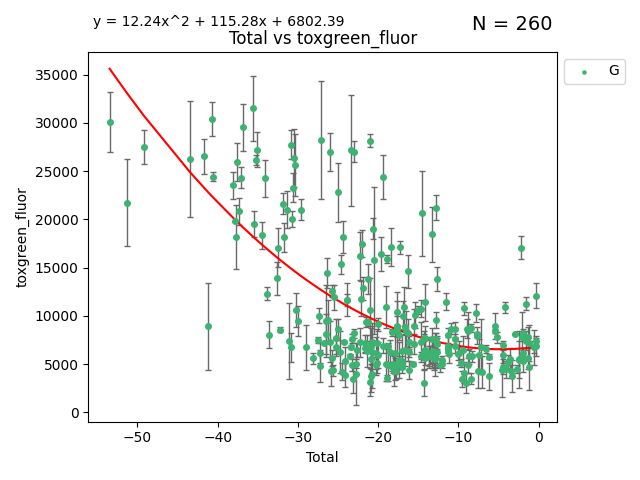 y = 12.24x^2 + 115.28x + 6802.39
N = 260
Total vs toxgreen_fluor
G
toxgreen_fluor
35000
30000
25000
20000
15000
10000
5000
0
−50
−40
−30
−20
−10
0
Total